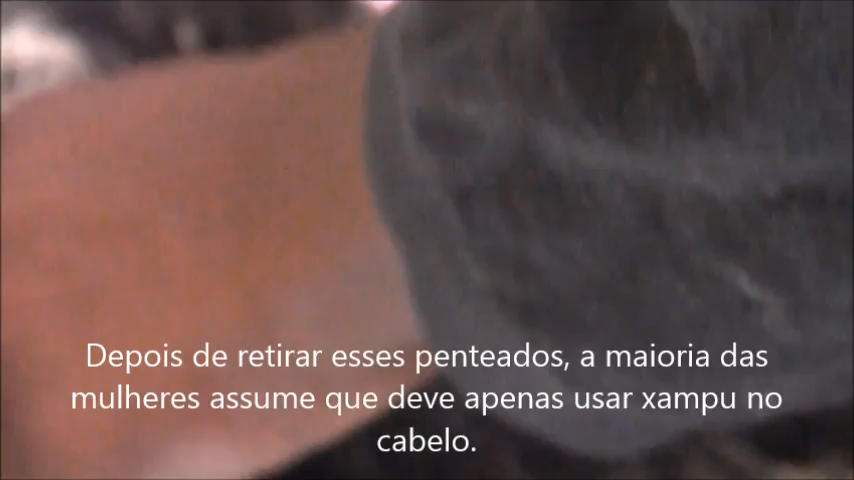 Depois de retirar esses penteados, a maioria das
mulheres assume que deve apenas usar xampu no
cabelo.